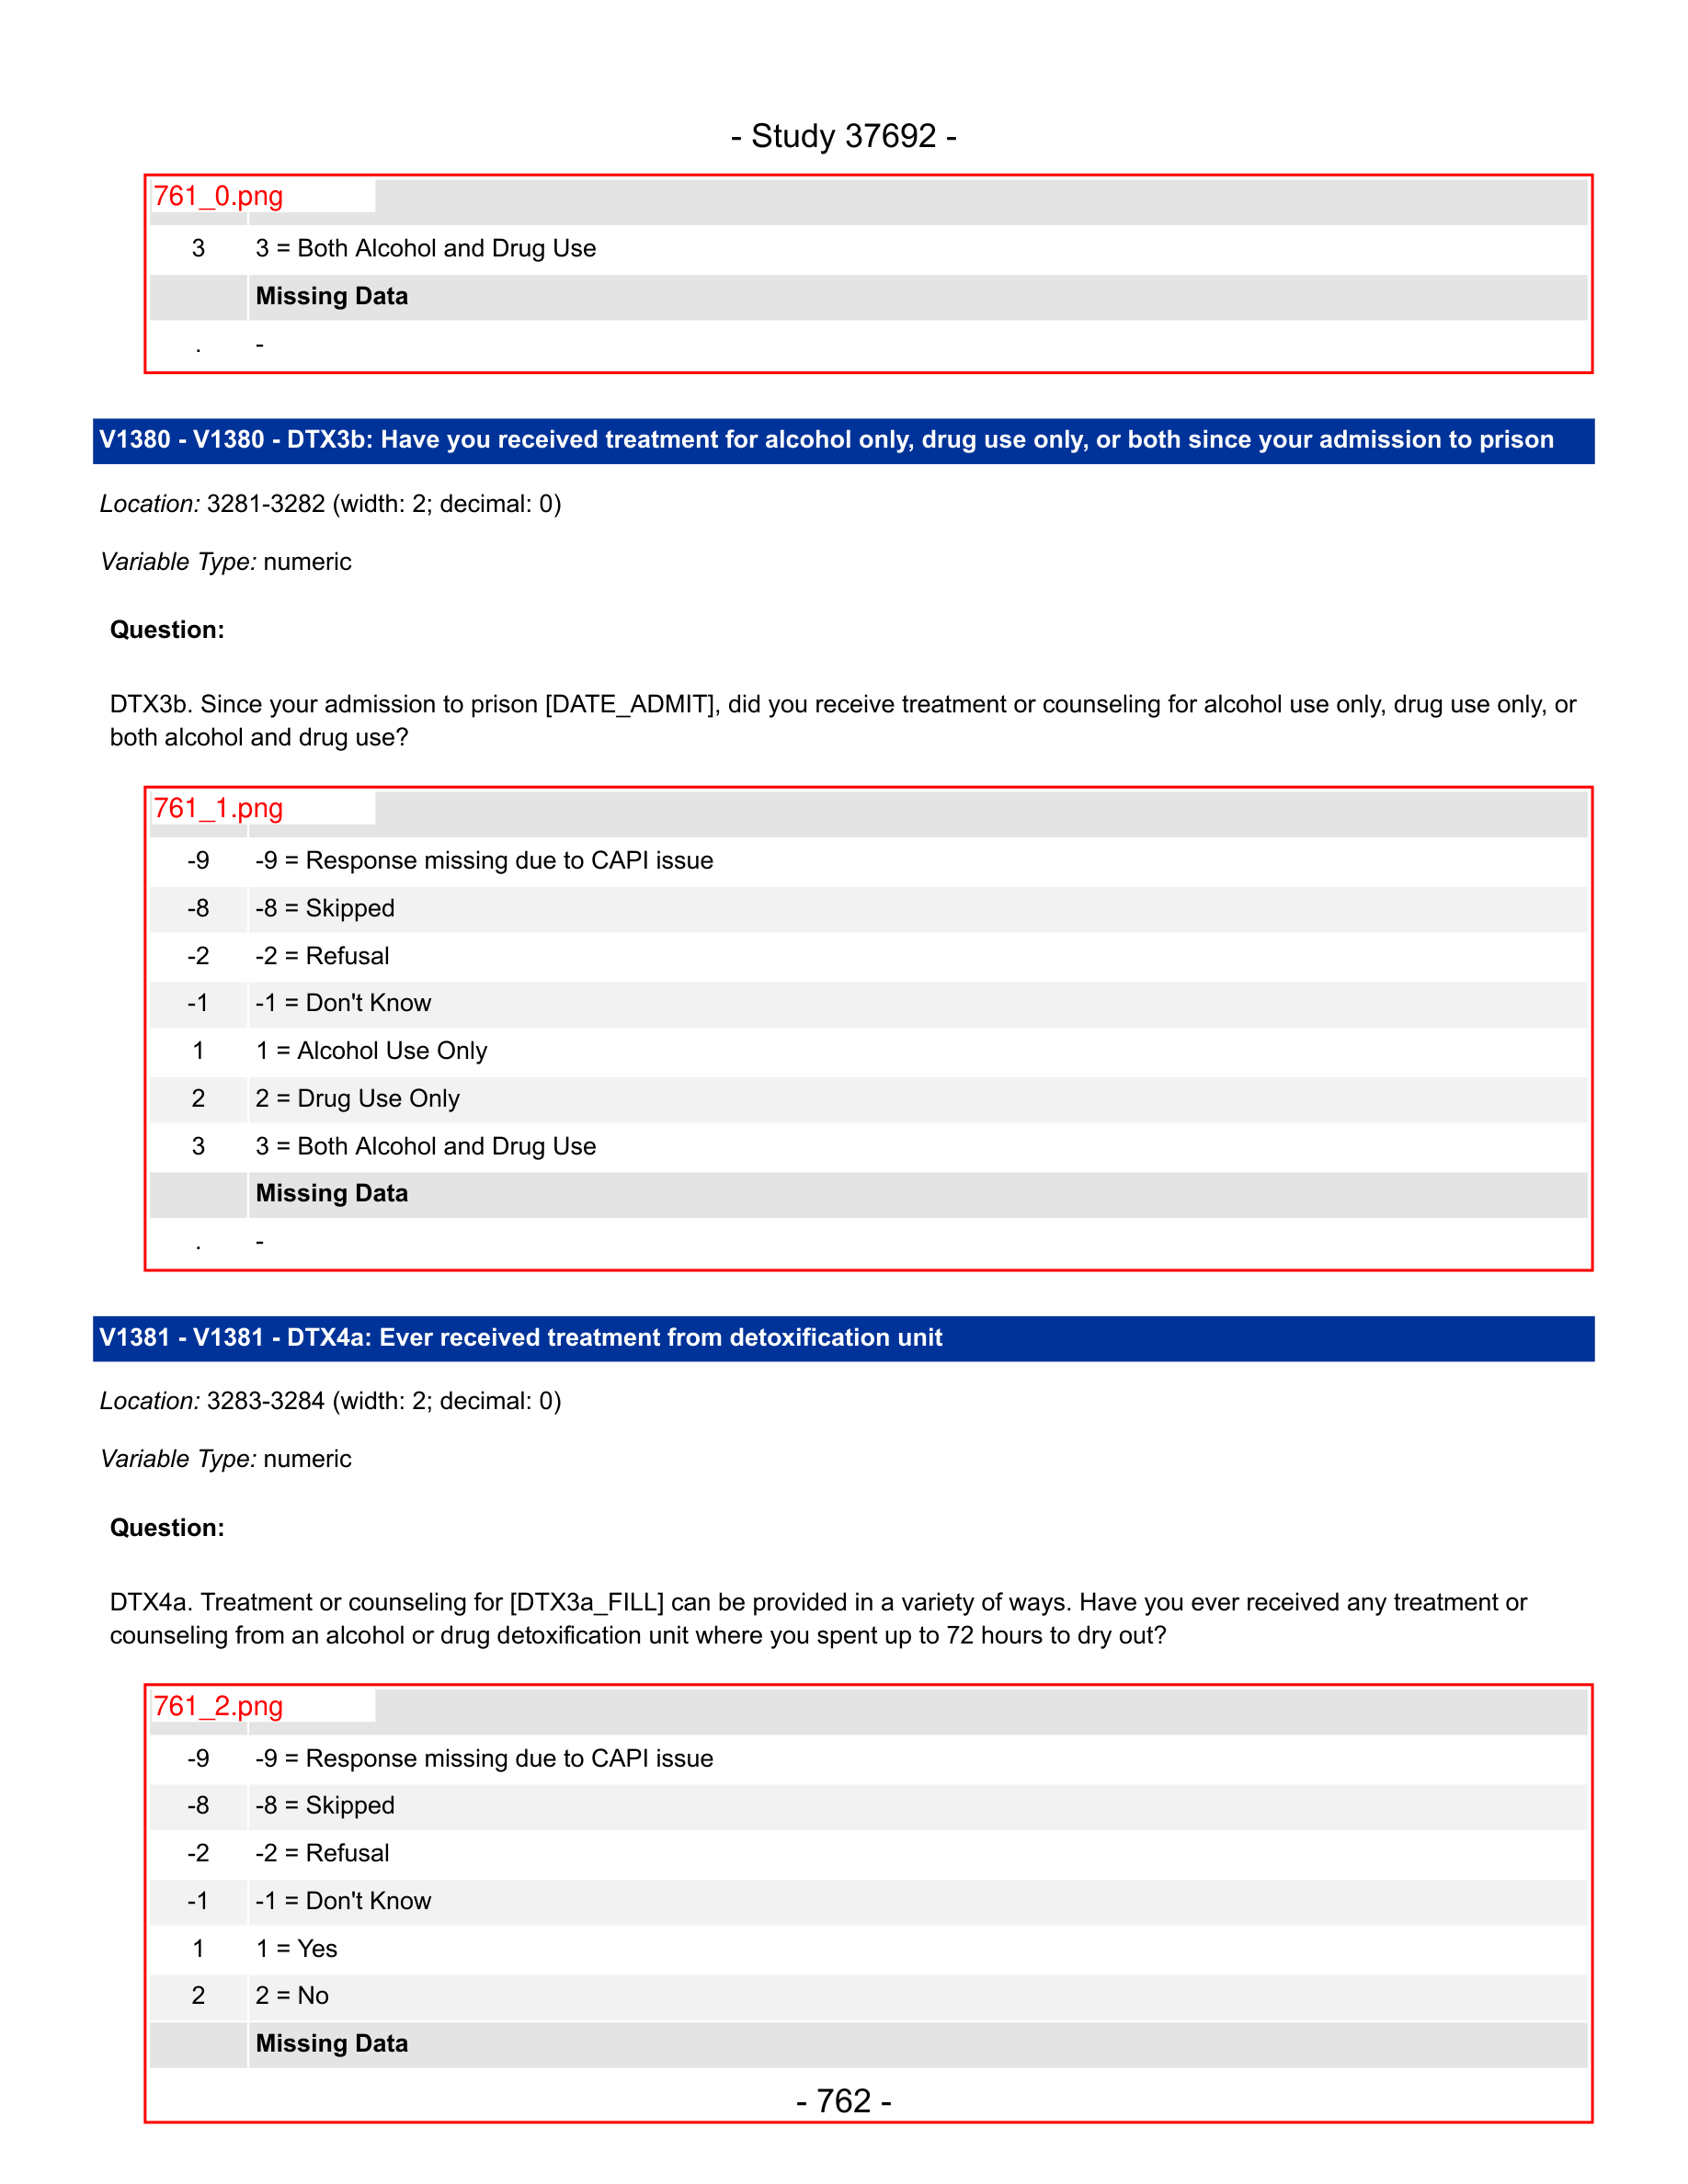 - Study 37692 -
761_0.png
3 3 = Both Alcohol and Drug Use
Missing Data
. -
V1380 - V1380 - DTX3b: Have you received treatment for alcohol only, drug use only, or both since your admission to prison
Location: 3281-3282 (width: 2; decimal: 0)
Variable Type: numeric
Question:
DTX3b. Since your admission to prison [DATE_ADMIT], did you receive treatment or counseling for alcohol use only, drug use only, or
both alcohol and drug use?
761_1.png
-9 -9 = Response missing due to CAPI issue
-8 -8 = Skipped
-2 -2 = Refusal
-1 -1 = Don't Know
1 1 = Alcohol Use Only
2 2 = Drug Use Only
3 3 = Both Alcohol and Drug Use
Missing Data
. -
V1381 - V1381 - DTX4a: Ever received treatment from detoxification unit
Location: 3283-3284 (width: 2; decimal: 0)
Variable Type: numeric
Question:
DTX4a. Treatment or counseling for [DTX3a_FILL] can be provided in a variety of ways. Have you ever received any treatment or
counseling from an alcohol or drug detoxification unit where you spent up to 72 hours to dry out?
761_2.png
-9 -9 = Response missing due to CAPI issue
-8 -8 = Skipped
-2 -2 = Refusal
-1 -1 = Don't Know
1 1 = Yes
2 2 = No
Missing Data
- 762 -